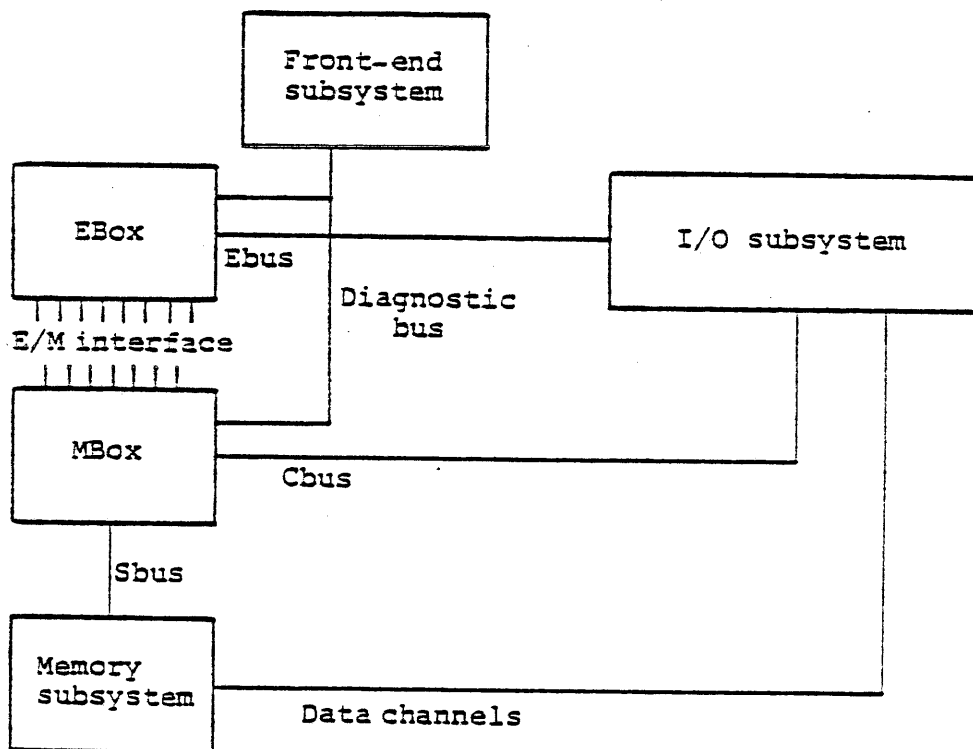 Front-end
subsystem
EBox
I/O subsystem
Ebus
Diagnostic
bus
E/M interface
MBox
Cbus
Sbus
Memory
subsystem
Data channels